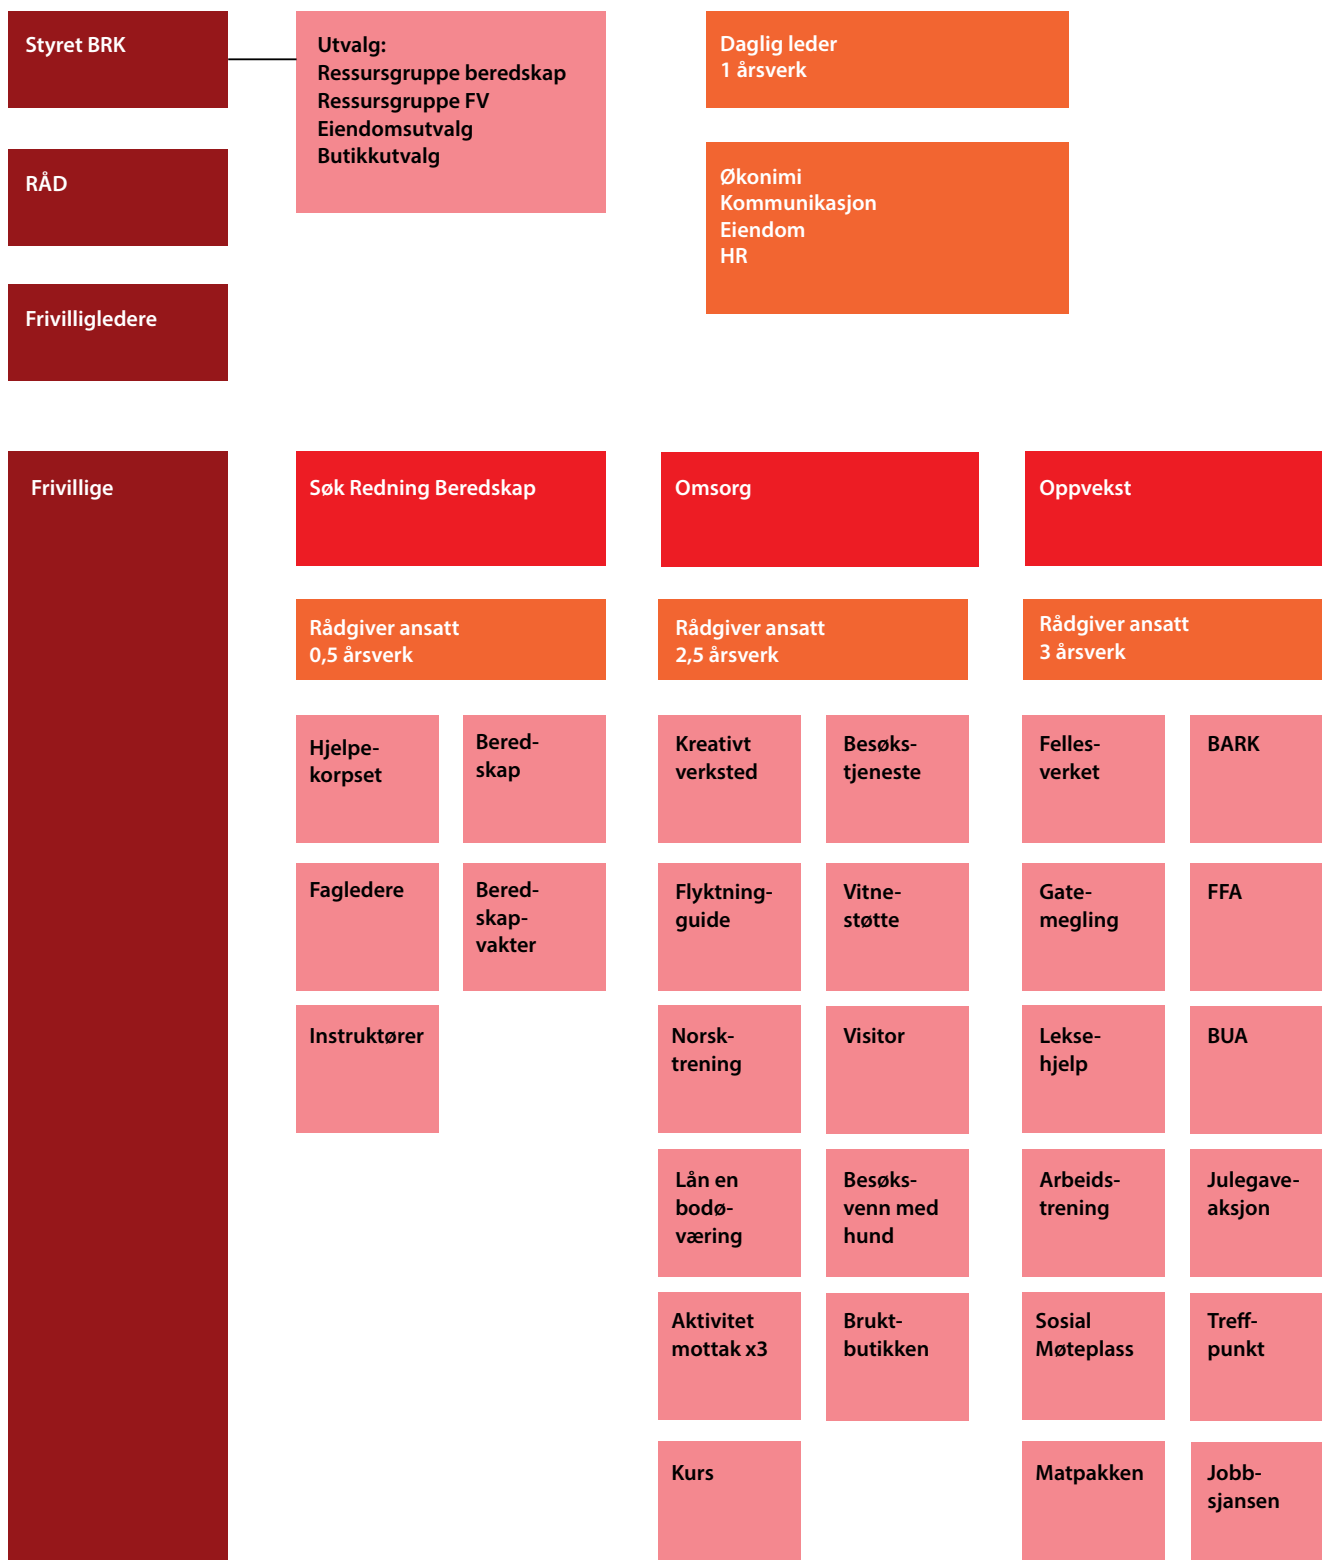 Styret BRK
Utvalg:
Ressursgruppe beredskap
Ressursgruppe FV
Eiendomsutvalg
Butikkutvalg
Daglig leder
1 årsverk
RÅD
Økonimi
Kommunikasjon
Eiendom
HR
Frivilligledere
Frivillige
Søk Redning Beredskap
Omsorg
Oppvekst
Rådgiver ansatt
0,5 årsverk
Rådgiver ansatt
2,5 årsverk
Rådgiver ansatt
3 årsverk
Hjelpe-
korpset
Bered-
skap
Kreativt
verksted
Besøks-
tjeneste
Felles-
verket
BARK
Fagledere
Bered-
skap-
vakter
Flyktning-
guide
Vitne-
støtte
Gate-
megling
FFA
Instruktører
Norsk-
trening
Visitor
Lekse-
hjelp
BUA
Lån en
bodø-
væring
Besøks-
venn med
hund
Arbeids-
trening
Julegave-
aksjon
Aktivitet
mottak x3
Brukt-
butikken
Sosial
Møteplass
Treff-
punkt
Kurs
Matpakken
Jobb-
sjansen